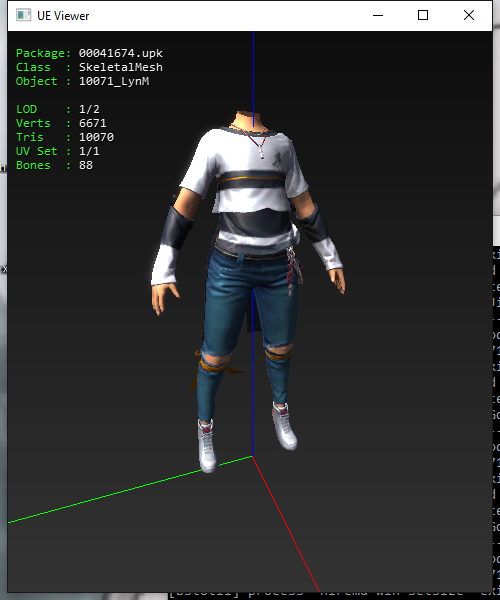 UE Viewer
Package: 00041674.upk
Class  : SkeletalMesh
Object : 10071_LynM
LOD    : 1/2
Verts  : 6671
Tris   : 10070
UV Set : 1/1
Bones  : 88